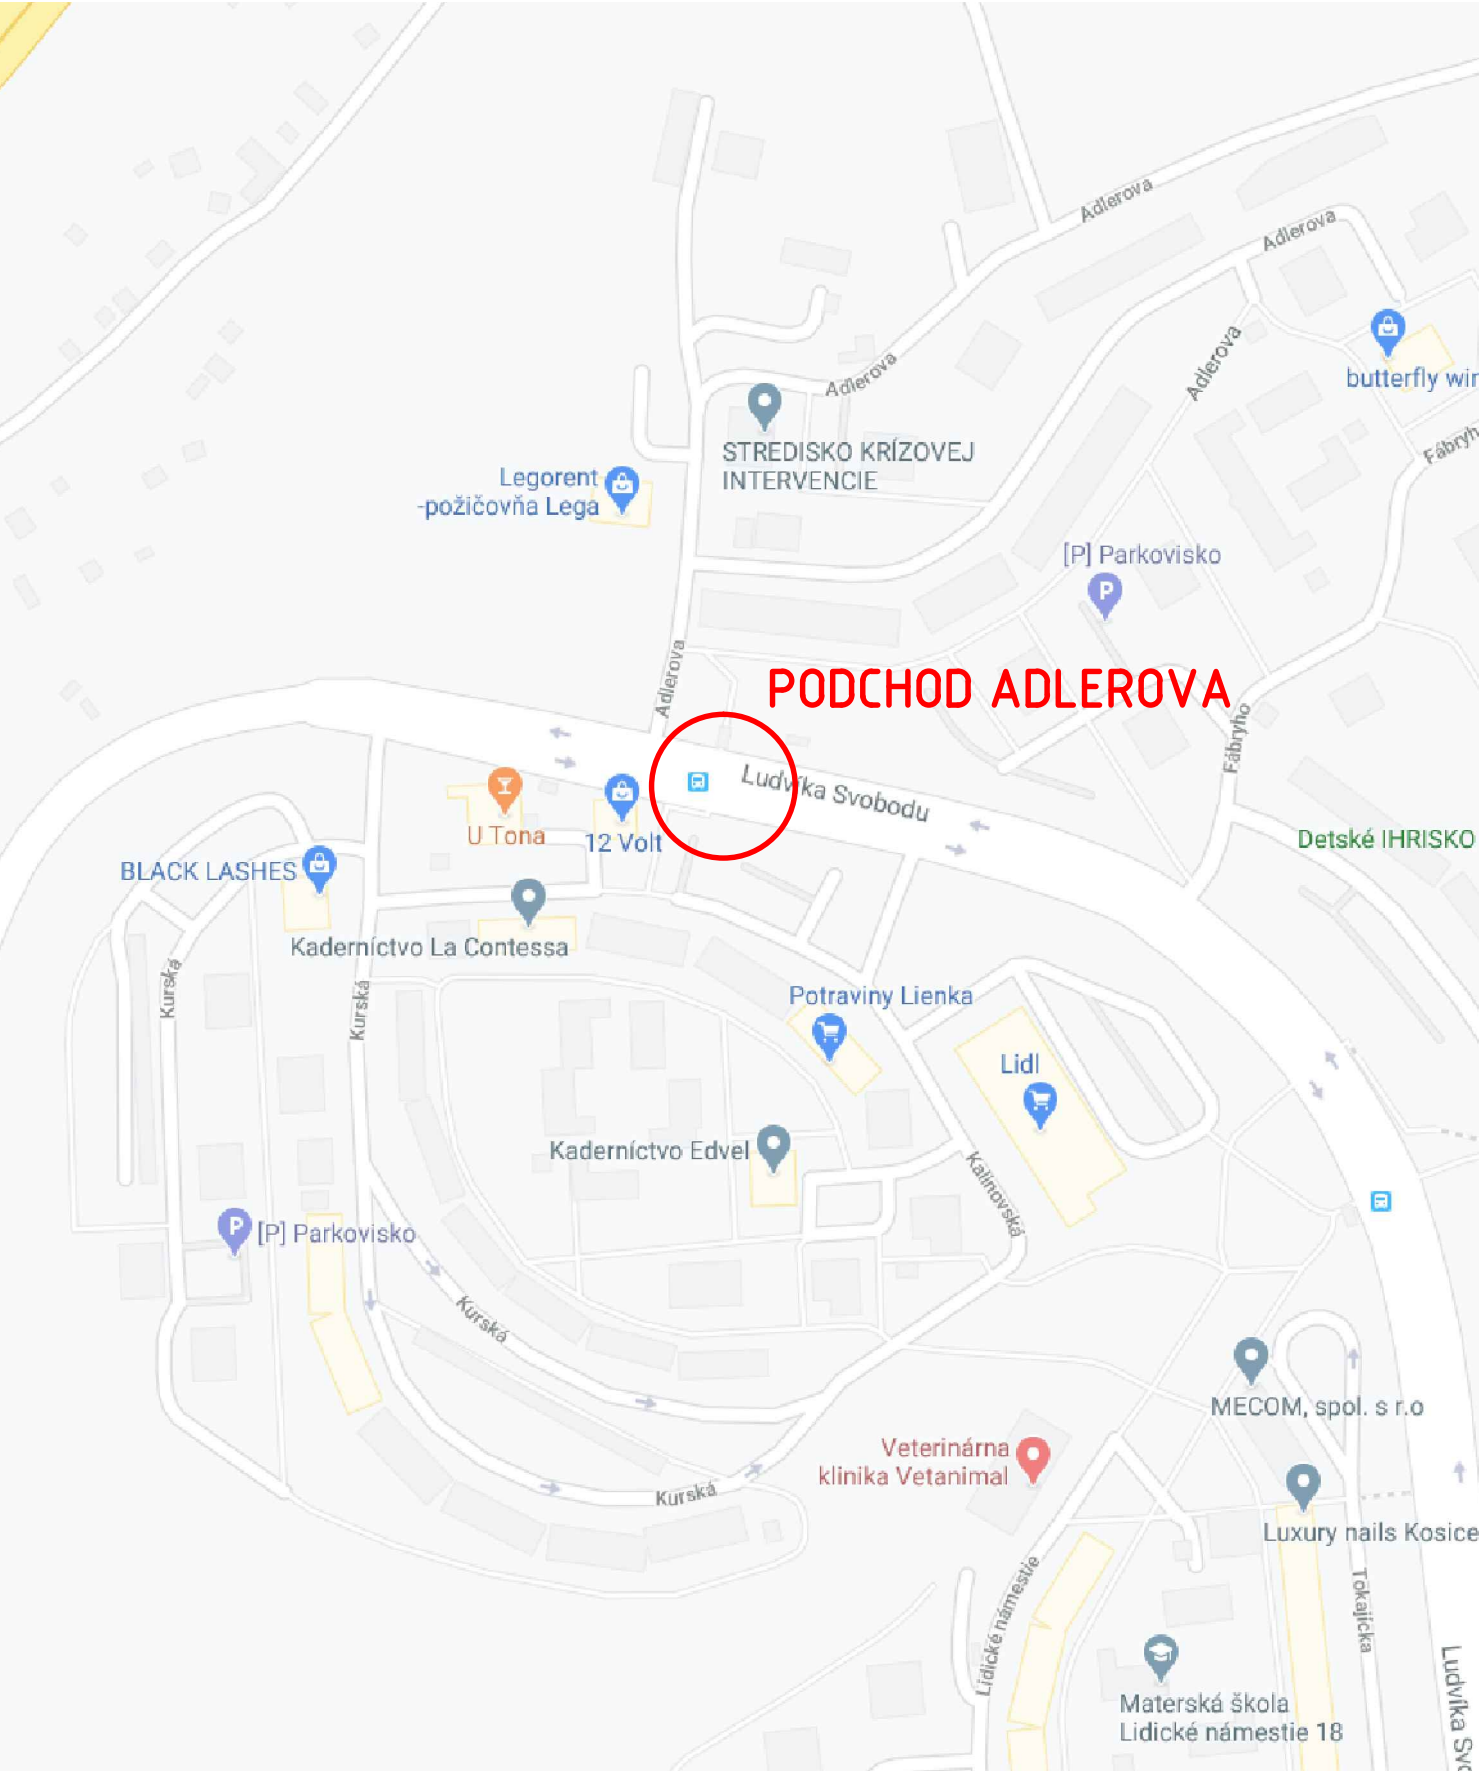 Adlerova
Adlerova
Adlerova
Adlerova
butterfly wir
STREDISKO KRÍZOVEJ
INTERVENCIE
Legorent
-požičovňa Lega
Fábryh
[P] Parkovisko
P
Adlerova
PODCHOD ADLEROVA
Fábryho
Ludvíka Svobodu
U Tona
12 Volt
Detské IHRISKO
BLACK LASHES
Kaderníctvo La Contessa
Kurská
Kurská
Potraviny Lienka
Lidl
Kaderníctvo Edvel
Kalinovská
P
[P] Parkovisko
Kurská
MECOM, spol. s r.o
Veterinárna
klinika Vetanimal
Kurská
Luxury nails Kosice
Lidické námestie
Tokajícka
Ludvíka Svo
Materská škola
Lidické námestie 18